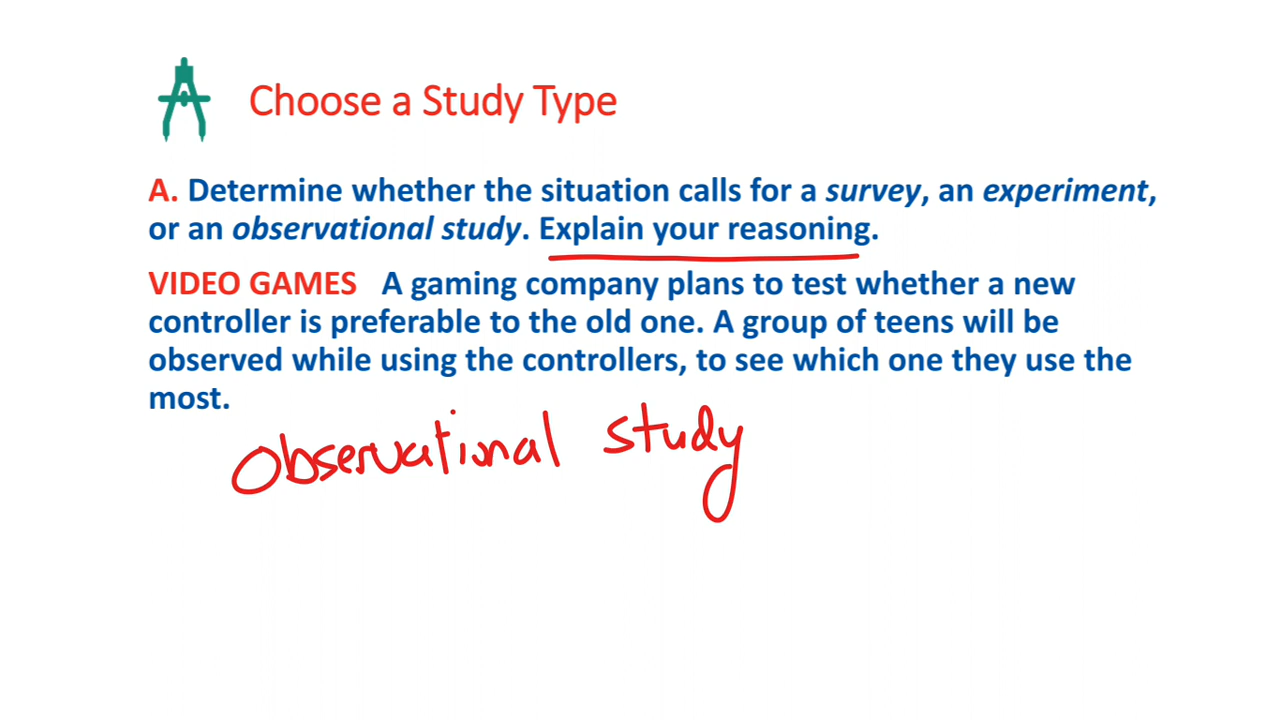 Choose a Study Type
A. Determine whether the situation calls for a survey, an experiment,
or an observational study. Explain your reasoning.
VIDEO GAMES A gaming company plans to test whether a new
controller is preferable to the old one. A group of teens will be
observed while using the controllers, to see which one they use the
most.
Observational study